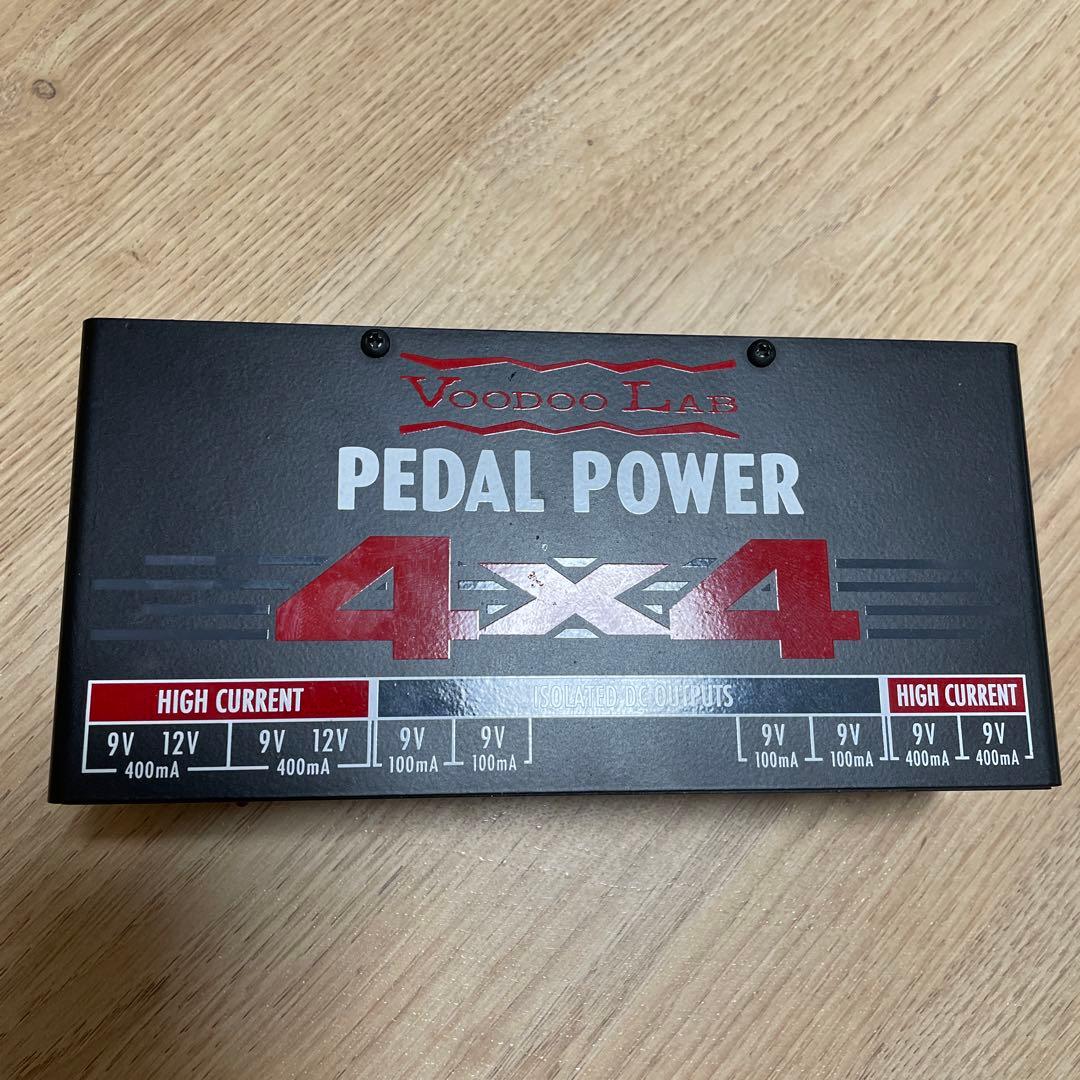 VOODOO LAB
PEDAL POWER
4x4
HIGH CURRENT ISOLATED DC OUTPUTS HIGH CURRENT
9V 12V 9V 12V 9V 9V 9V 9V 9V 9V
400mA 400mA 100mA 100mA 100mA 100mA 400mA 400mA